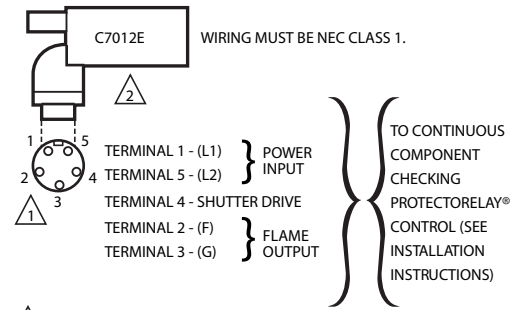 C7012E
WIRING MUST BE NEC CLASS 1.
2
1 5
2 4
3
1
TERMINAL 1 - (L1)
TERMINAL 5 - (L2)
POWER
INPUT
TERMINAL 4 - SHUTTER DRIVE
TERMINAL 2 - (F)
TERMINAL 3 - (G)
FLAME
OUTPUT
TO CONTINUOUS
COMPONENT
CHECKING
PROTECTORELAY®
CONTROL (SEE
INSTALLATION
INSTRUCTIONS)